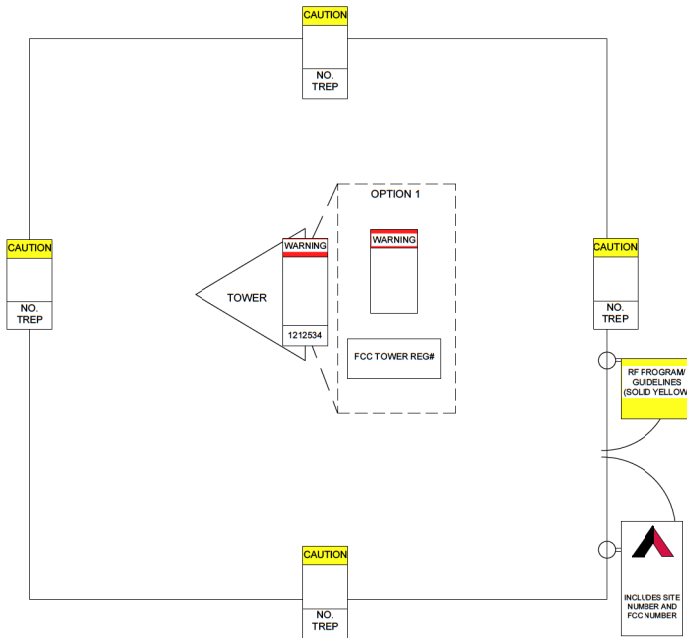 CAUTION
NO.
TREP
OPTION 1
WARNING
WARNING
CAUTION
NO.
TREP
CAUTION
NO.
TREP
TOWER
1212534
FCC TOWER REG#
RF FROGRAM/
GUIDELINES
(SOLID YELLOW
CAUTION
NO.
TREP
INCLUDES SITE
NUMBER AND
FCC NUMBER